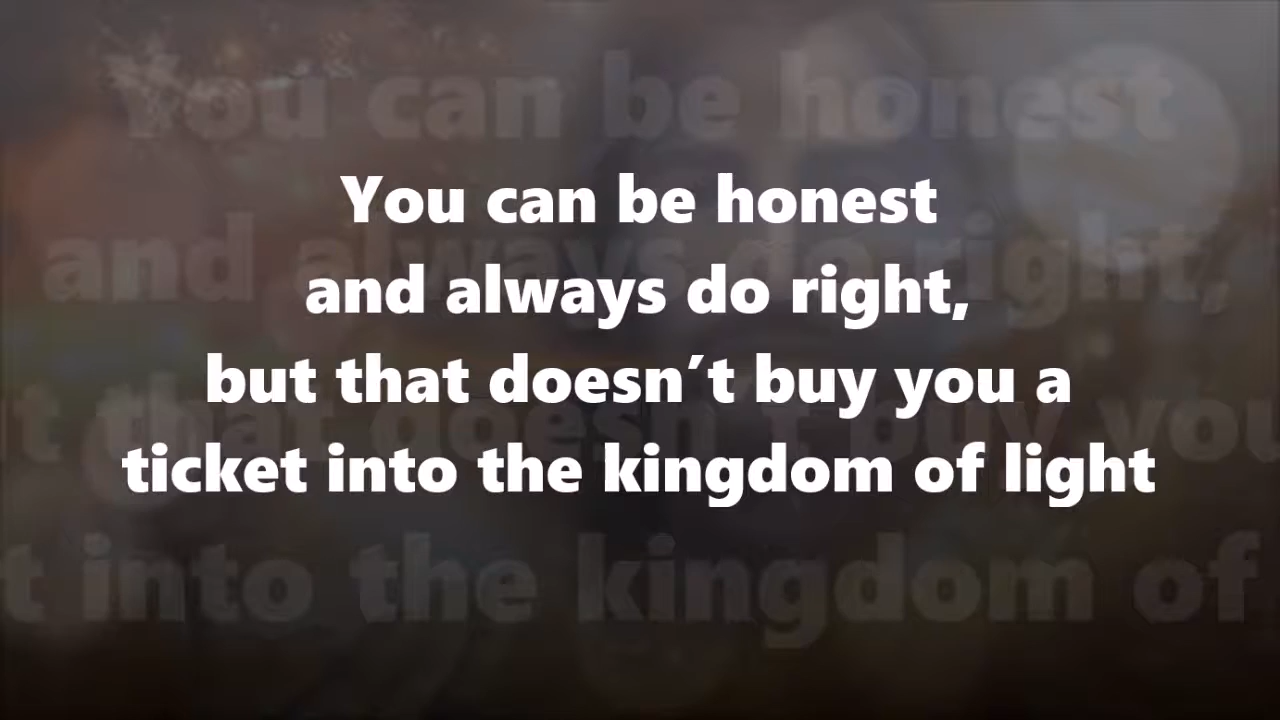 You can be honest
and always do right,
but that doesn´t buy you a
ticket into the kingdom of light